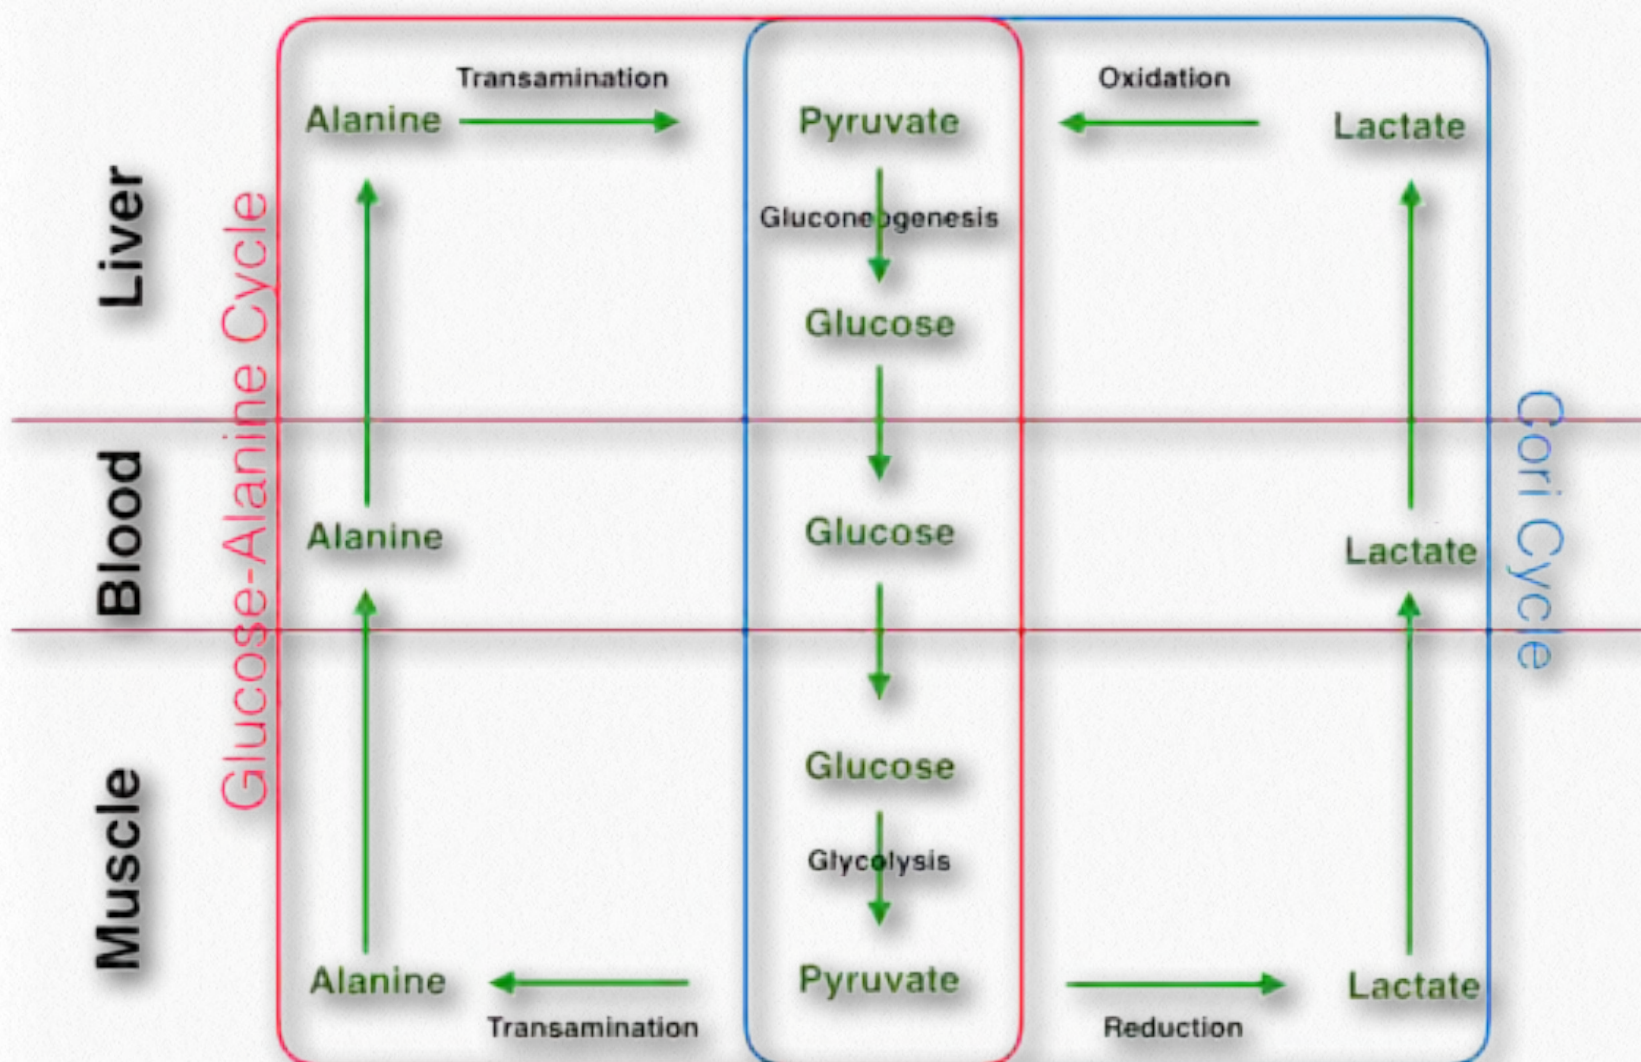 Transamination
Oxidation
Alanine
Pyruvate
Lactate
Liver
Gluconeogenesis
Glucose
Glucose-Alanine Cycle
Cori Cycle
Blood
Alanine
Glucose
Lactate
Muscle
Glucose
Glycolysis
Alanine
Pyruvate
Lactate
Transamination
Reduction